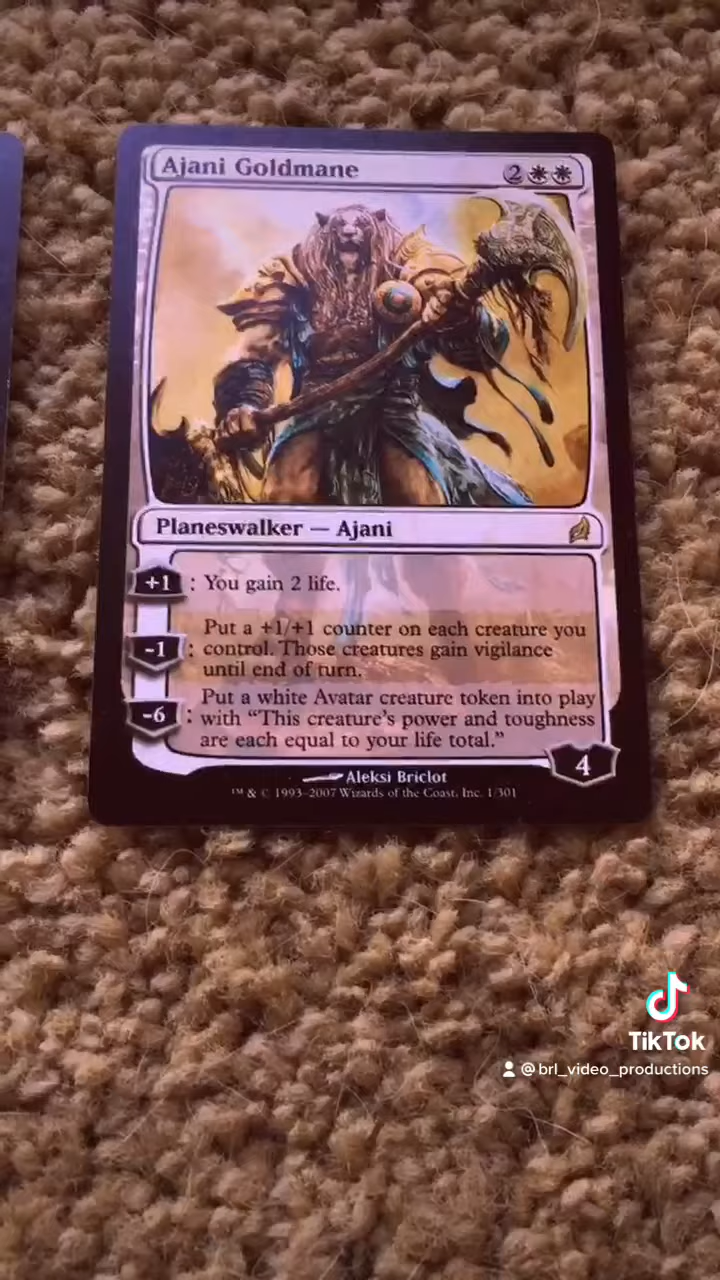 Ajani Goldmane 2
Planeswalker — Ajani
+1 : You gain 2 life.
Put a +1/+1 counter on each creature you
-1 : control. Those creatures gain vigilance
until end of turn.
Put a white Avatar creature token into play
-6 : with “This creature’s power and toughness
are each equal to your life total.”
4
Aleksi Briclot
™ & © 1993–2007 Wizards of the Coast, Inc. 1/301
TikTok
@brl_video_productions